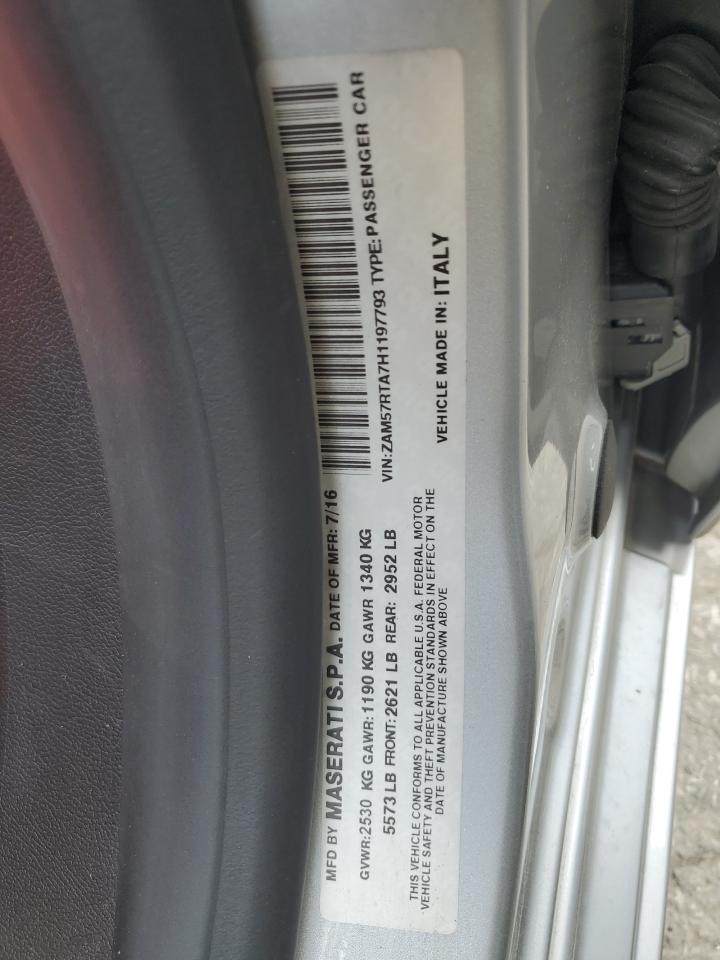 MFD BY MASERATI S.P.A. DATE OF MFR: 7/16
GVWR:2530 KG GAWR:1190 KG GAWR 1340 KG
5573 LB FRONT:2621 LB REAR: 2952 LB
VIN:ZAM57RTA7H1197793 TYPE:PASSENGER CAR
THIS VEHICLE CONFORMS TO ALL APPLICABLE U.S.A. FEDERAL MOTOR
VEHICLE SAFETY AND THEFT PREVENTION STANDARDS IN EFFECT ON THE
DATE OF MANUFACTURE SHOWN ABOVE
VEHICLE MADE IN: ITALY